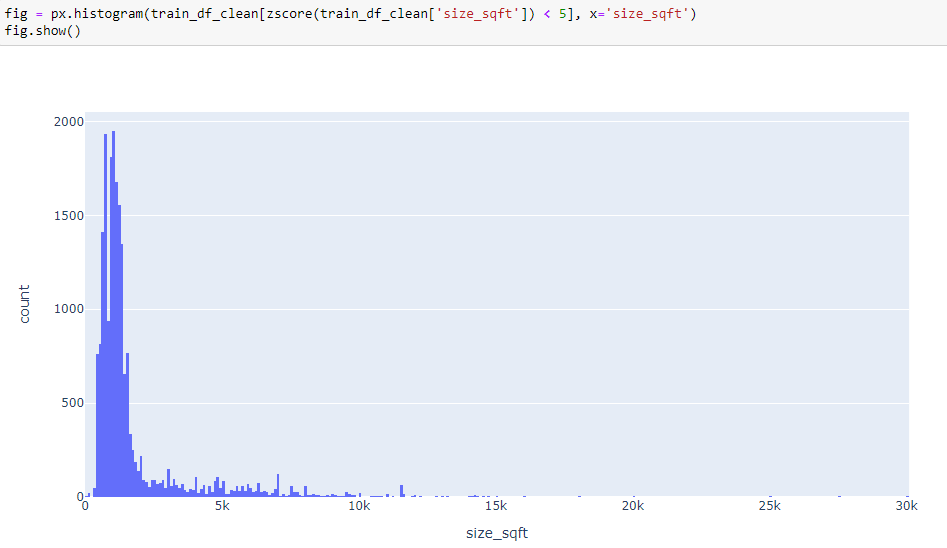 fig = px.histogram(train_df_clean[zscore(train_df_clean['size_sqft']) < 5], x='size_sqft')
fig.show()
2000
1500
1000
500
0
count
0 5k 10k 15k 20k 25k 30k
size_sqft